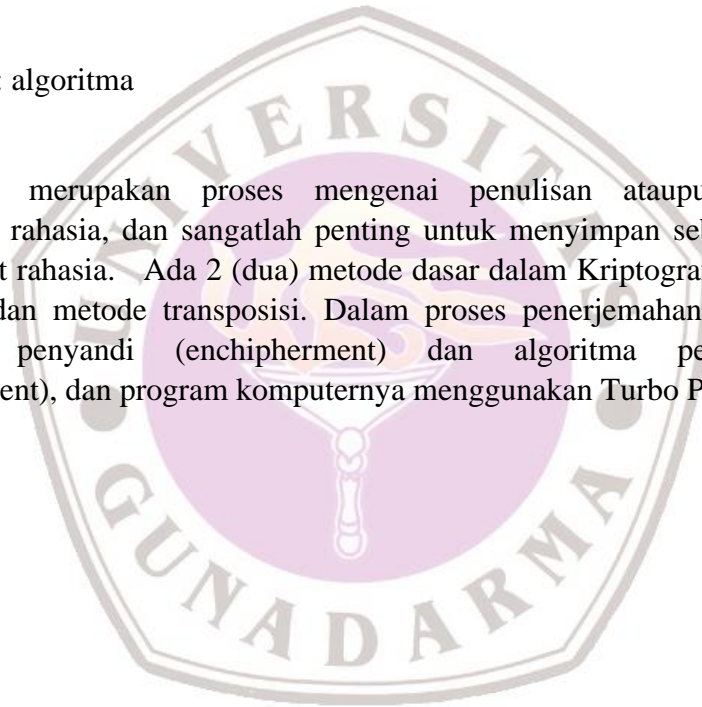 : algoritma
merupakan proses mengenai penulisan ataupu
rahasia, dan sangatlah penting untuk menyimpan se
t rahasia. Ada 2 (dua) metode dasar dalam Kriptogra
dan metode transposisi. Dalam proses penerjemahan
penyandi (enchipherment) dan algoritma pe
ent), dan program komputernya menggunakan Turbo P
UNIVERSITAS
GUNADARMA